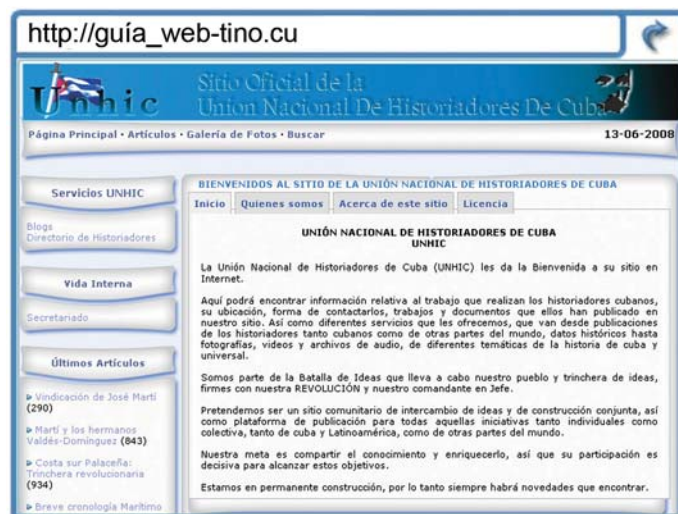 http://guía_web-tino.cu
Unhic
Sitio Oficial de la
Union Nacional De Historiadores De Cuba
Página Principal · Artículos · Galería de Fotos · Buscar
13-06-2008
Servicios UNHIC
Blogs
Directorio de Historiadores
Vida Interna
Secretariado
Últimos Artículos
Vindicación de José Martí
(290)
Martí y los hermanos
Valdés-Domínguez (843)
Costa sur Palaceña:
Trinchera revolucionaria
(934)
Breve cronología Marítimo
BIENVENIDOS AL SITIO DE LA UNIÓN NACIONAL DE HISTORIADORES DE CUBA
Inicio Quienes somos Acerca de este sitio Licencia
UNIÓN NACIONAL DE HISTORIADORES DE CUBA
UNHIC
La Unión Nacional de Historiadores de Cuba (UNHIC) les da la Bienvenida a su sitio en
Internet.
Aquí podrá encontrar información relativa al trabajo que realizan los historiadores cubanos,
su ubicación, forma de contactarlos, trabajos y documentos que ellos han publicado en
nuestro sitio. Así como diferentes servicios que les ofrecemos, que van desde publicaciones
de los historiadores tanto cubanos como de otras partes del mundo, datos históricos hasta
fotografías, videos y archivos de audio, de diferentes temáticas de la historia de cuba y
universal.
Somos parte de la Batalla de Ideas que lleva a cabo nuestro pueblo y trinchera de ideas,
firmes con nuestra REVOLUCIÓN y nuestro comandante en Jefe.
Pretendemos ser un sitio comunitario de intercambio de ideas y de construcción conjunta, así
como plataforma de publicación para todas aquellas iniciativas tanto individuales como
colectiva, tanto de cuba y Latinoamérica, como de otras partes del mundo.
Nuestra meta es compartir el conocimiento y enriquecerlo, así que su participación es
decisiva para alcanzar estos objetivos.
Estamos en permanente construcción, por lo tanto siempre habrá novedades que encontrar.